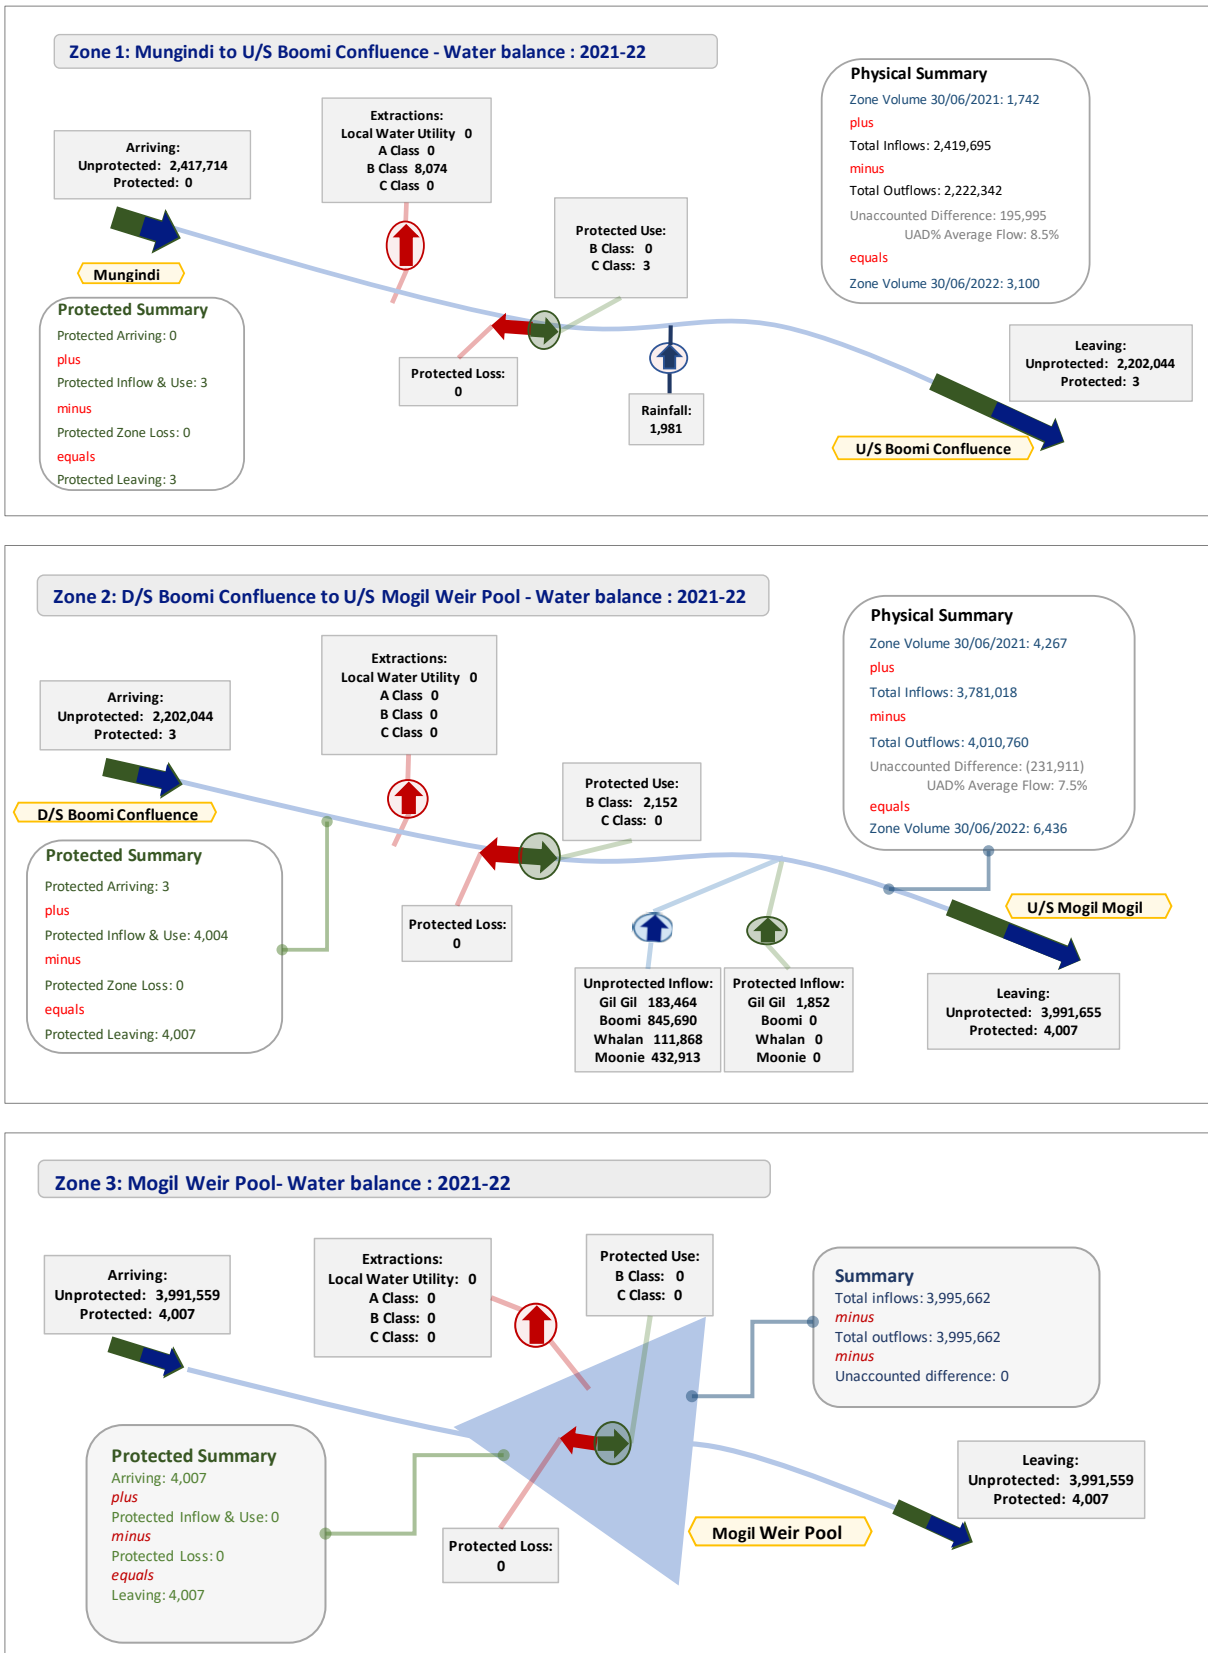 Zone 1: Mungindi to U/S Boomi Confluence - Water balance : 2021-22
Arriving:
Unprotected: 2,417,714
Protected: 0
Mungindi
Extractions:
Local Water Utility 0
A Class 0
B Class 8,074
C Class 0
Protected Use:
B Class: 0
C Class: 3
Physical Summary
Zone Volume 30/06/2021: 1,742
plus
Total Inflows: 2,419,695
minus
Total Outflows: 2,222,342
Unaccounted Difference: 195,995
UAD% Average Flow: 8.5%
equals
Zone Volume 30/06/2022: 3,100
Protected Summary
Protected Arriving: 0
plus
Protected Inflow & Use: 3
minus
Protected Zone Loss: 0
equals
Protected Leaving: 3
Protected Loss:
0
Rainfall:
1,981
Leaving:
Unprotected: 2,202,044
Protected: 3
U/S Boomi Confluence
Zone 2: D/S Boomi Confluence to U/S Mogil Weir Pool - Water balance : 2021-22
Arriving:
Unprotected: 2,202,044
Protected: 3
D/S Boomi Confluence
Extractions:
Local Water Utility 0
A Class 0
B Class 0
C Class 0
Protected Use:
B Class: 2,152
C Class: 0
Physical Summary
Zone Volume 30/06/2021: 4,267
plus
Total Inflows: 3,781,018
minus
Total Outflows: 4,010,760
Unaccounted Difference: (231,911)
UAD% Average Flow: 7.5%
equals
Zone Volume 30/06/2022: 6,436
Protected Summary
Protected Arriving: 3
plus
Protected Inflow & Use: 4,004
minus
Protected Zone Loss: 0
equals
Protected Leaving: 4,007
Protected Loss:
0
Unprotected Inflow:
Gil Gil 183,464
Boomi 845,690
Whalan 111,868
Moonie 432,913
Protected Inflow:
Gil Gil 1,852
Boomi 0
Whalan 0
Moonie 0
U/S Mogil Mogil
Leaving:
Unprotected: 3,991,655
Protected: 4,007
Zone 3: Mogil Weir Pool- Water balance : 2021-22
Arriving:
Unprotected: 3,991,559
Protected: 4,007
Extractions:
Local Water Utility: 0
A Class: 0
B Class: 0
C Class: 0
Protected Use:
B Class: 0
C Class: 0
Summary
Total inflows: 3,995,662
minus
Total outflows: 3,995,662
minus
Unaccounted difference: 0
Protected Summary
Arriving: 4,007
plus
Protected Inflow & Use: 0
minus
Protected Loss: 0
equals
Leaving: 4,007
Protected Loss:
0
Mogil Weir Pool
Leaving:
Unprotected: 3,991,559
Protected: 4,007